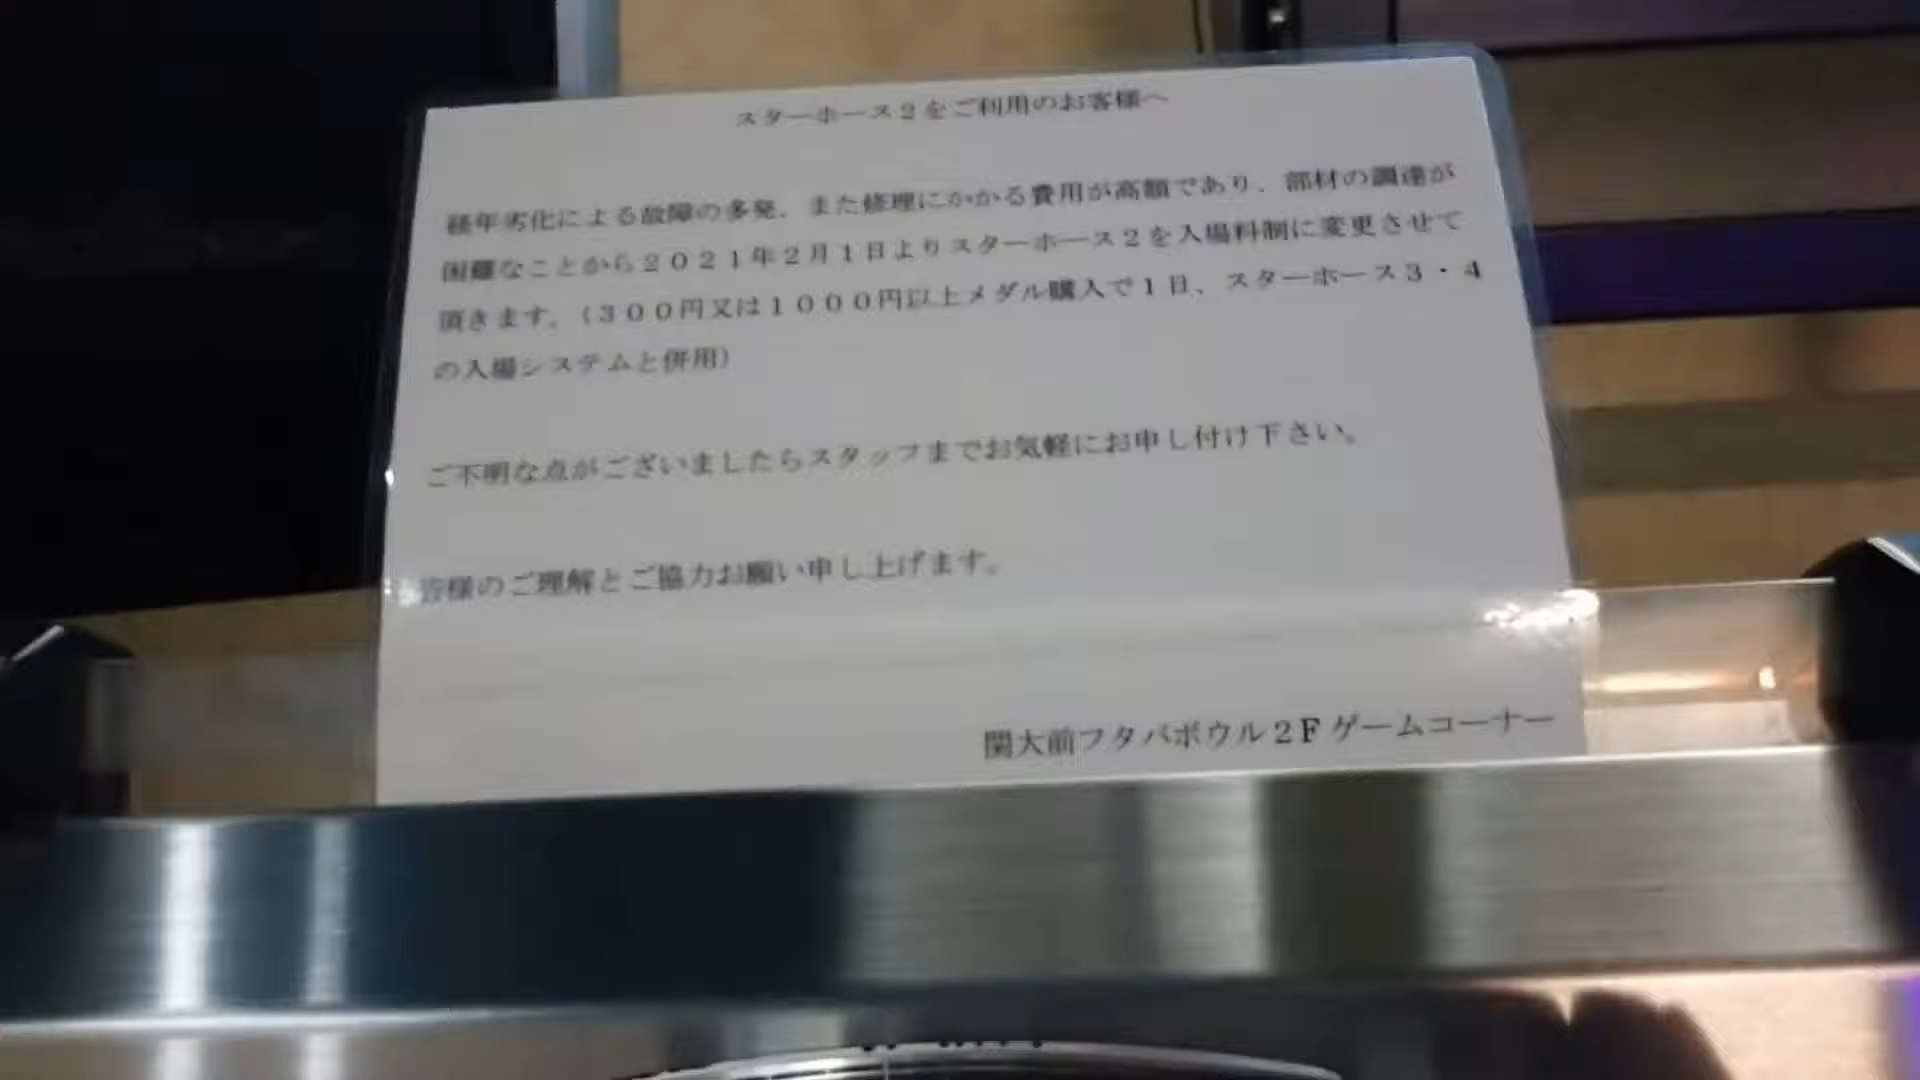 スターホース2をご利用のお客様へ
経年劣化による故障の多発、また修理にかかる費用が高額であり、部材の調達が
困難なことから2021年2月1日よりスターホース2を入場料制に変更させて
頂きます。(300円又は1000円以上メダル購入で1日、スターホース3・4
の入場システムと併用)
ご不明な点がございましたらスタッフまでお気軽にお申し付け下さい。
皆様のご理解とご協力お願い申し上げます。
関大前フタバボウル2Fゲームコーナー